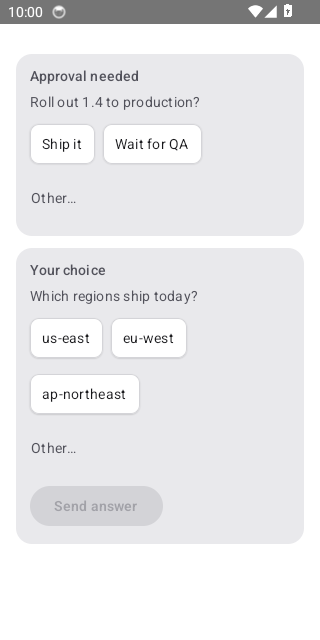 10:00
Approval needed
Roll out 1.4 to production?
Ship it
Wait for QA
Other...
Your choice
Which regions ship today?
us-east
eu-west
ap-northeast
Other...
Send answer